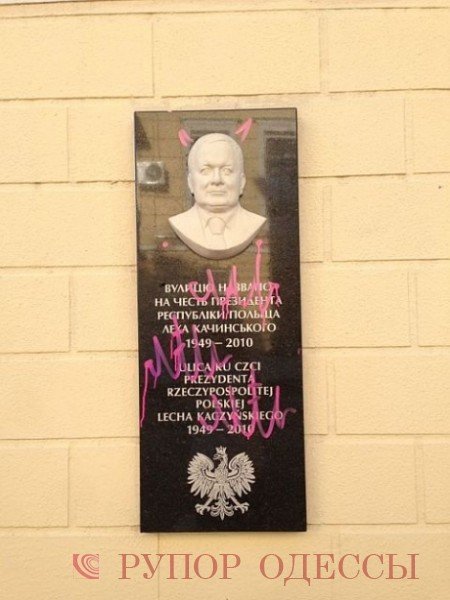 ВУЛИЦЮ НАЗВАНО
НА ЧЕСТЬ ПРЕЗИДЕНТА
РЕСПУБЛІКИ ПОЛЬЩА
ЛЕХА КАЧИНСЬКОГО
1949–2010
ULICA KU CZCI
PREZYDENTA
RZECZYPOSPOLITEJ
POLSKIEJ
LECHA KACZYŃSKIEGO
1949–2010
РУПОР ОДЕССЫ